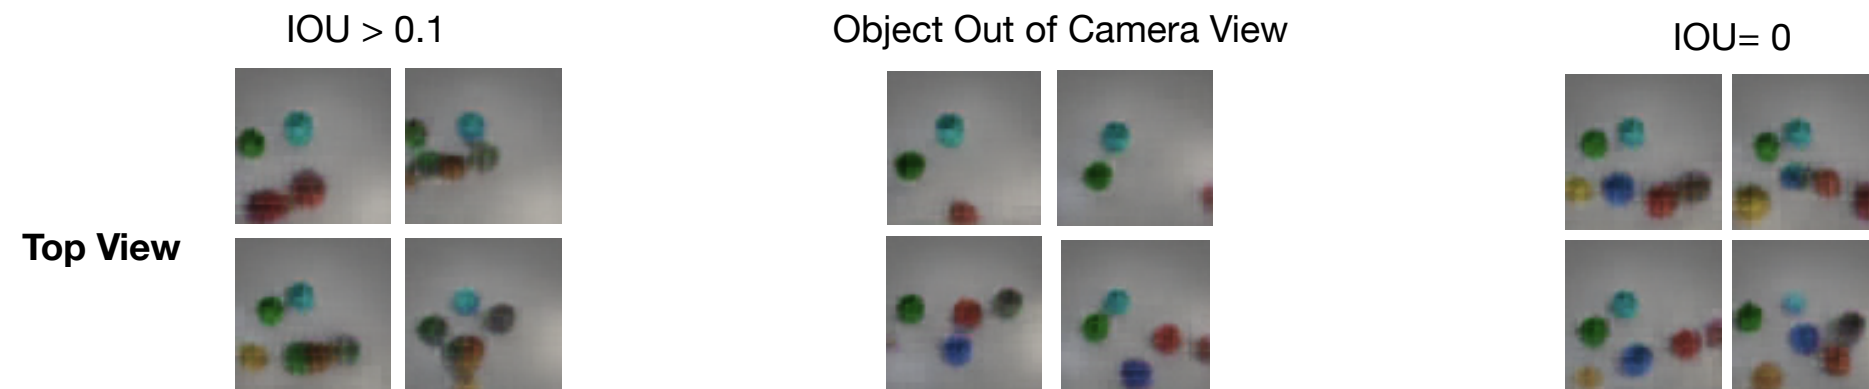 IOU > 0.1
Object Out of Camera View
IOU= 0
Top View